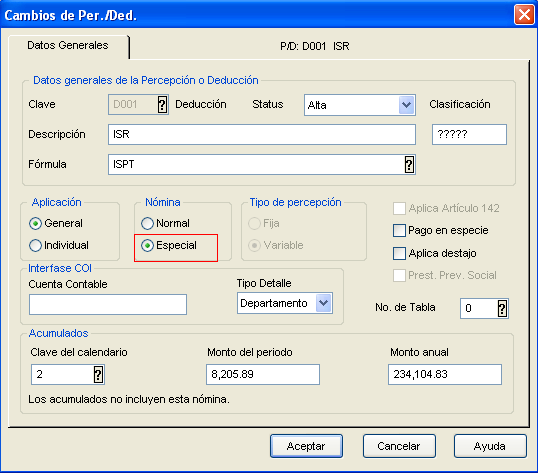 Cambios de Per./Ded.
Datos Generales
P/D: D001 ISR
Datos generales de la Percepción o Deducción
Clave D001 ? Deducción Status Alta Clasificación
Descripción ISR ?????
Fórmula ISPT ?
Aplicación
General
Individual
Nómina
Normal
Especial
Tipo de percepción
Fija
Variable
Aplica Artículo 142
Pago en especie
Aplica destajo
Prest. Prev. Social
Interfase COI
Cuenta Contable
Tipo Detalle
Departamento
No. de Tabla 0 ?
Acumulados
Clave del calendario Monto del periodo Monto anual
2 ? 8,205.89 234,104.83
Los acumulados no incluyen esta nómina.
Aceptar Cancelar Ayuda